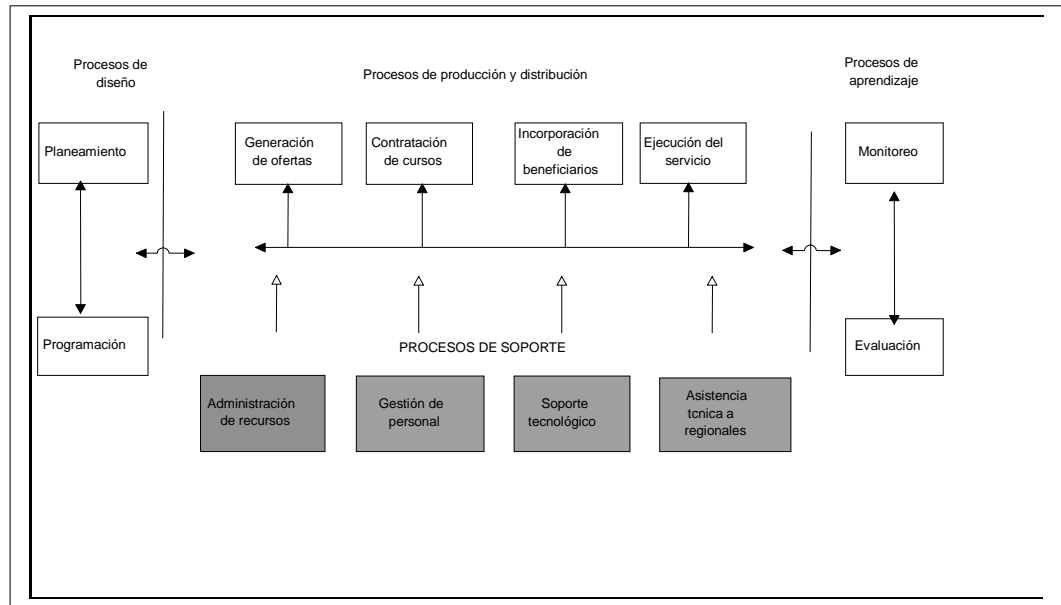 Procesos de
diseño
Procesos de producción y distribución
Procesos de
aprendizaje
Planeamiento
Generación
de ofertas
Contratación
de cursos
Incorporación
de
beneficiarios
Ejecución del
servicio
Monitoreo
Programación
PROCESOS DE SOPORTE
Evaluación
Administración
de recursos
Gestión de
personal
Soporte
tecnológico
Asistencia
tcnica a
regionales